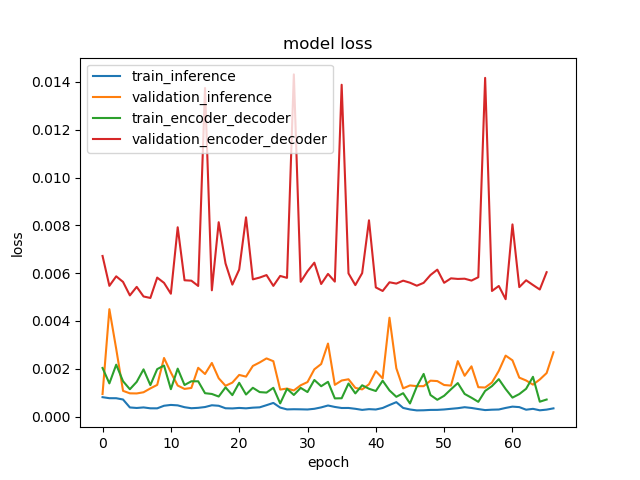 model loss
train_inference
validation_inference
train_encoder_decoder
validation_encoder_decoder
loss
0.014
0.012
0.010
0.008
0.006
0.004
0.002
0.000
0 10 20 30 40 50 60
epoch